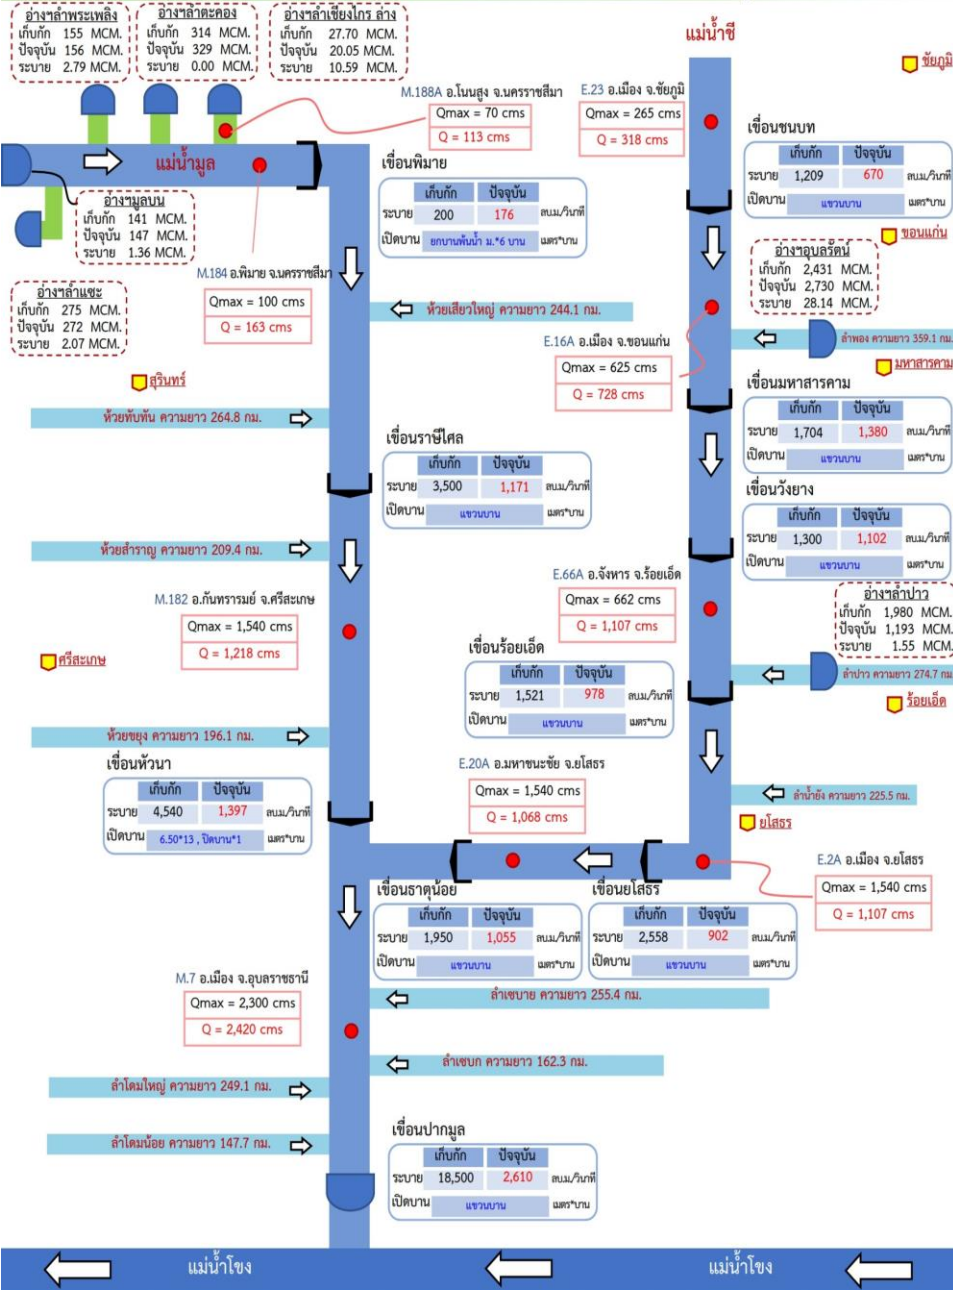 อ่างฯลำพระเพลิง
เก็บกัก 155 MCM.
ปัจจุบัน 156 MCM.
ระบาย 2.79 MCM.
อ่างฯลำตะคอง
เก็บกัก 314 MCM.
ปัจจุบัน 329 MCM.
ระบาย 0.00 MCM.
อ่างฯลำเชียงไกร ล่าง
เก็บกัก 27.70 MCM.
ปัจจุบัน 20.05 MCM.
ระบาย 10.59 MCM.
แม่น้ำชี
ชัยภูมิ
M.188A อ.โนนสูง จ.นครราชสีมา
Qmax = 70 cms
Q = 113 cms
E.23 อ.เมือง จ.ชัยภูมิ
Qmax = 265 cms
Q = 318 cms
เขื่อนชนบท
เก็บกัก ปัจจุบัน
ระบาย 1,209 670 ลบ.ม./วินาที
เปิดบาน แขวนบาน เมตร*บาน
แม่น้ำมูล
เขื่อนพิมาย
เก็บกัก ปัจจุบัน
ระบาย 200 176 ลบ.ม./วินาที
เปิดบาน ยกบานพ้นน้ำ ม.*6 บาน เมตร*บาน
อ่างฯมูลบน
เก็บกัก 141 MCM.
ปัจจุบัน 147 MCM.
ระบาย 1.36 MCM.
ขอนแก่น
อ่างฯอุบลรัตน์
เก็บกัก 2,431 MCM.
ปัจจุบัน 2,730 MCM.
ระบาย 28.14 MCM.
M.184 อ.พิมาย จ.นครราชสีมา
Qmax = 100 cms
Q = 163 cms
อ่างฯลำแซะ
เก็บกัก 275 MCM.
ปัจจุบัน 272 MCM.
ระบาย 2.07 MCM.
ห้วยเสียวใหญ่ ความยาว 244.1 กม.
E.16A อ.เมือง จ.ขอนแก่น
Qmax = 625 cms
Q = 728 cms
ลำพอง ความยาว 359.1 กม.
มหาสารคาม
สุรินทร์
เขื่อนมหาสารคาม
เก็บกัก ปัจจุบัน
ระบาย 1,704 1,380 ลบ.ม./วินาที
เปิดบาน แขวนบาน เมตร*บาน
ห้วยทับทัน ความยาว 264.8 กม.
เขื่อนราษีไศล
เก็บกัก ปัจจุบัน
ระบาย 3,500 1,171 ลบ.ม./วินาที
เปิดบาน แขวนบาน เมตร*บาน
เขื่อนวังยาง
เก็บกัก ปัจจุบัน
ระบาย 1,300 1,102 ลบ.ม./วินาที
เปิดบาน แขวนบาน เมตร*บาน
ห้วยสำราญ ความยาว 209.4 กม.
E.66A อ.จังหาร จ.ร้อยเอ็ด
Qmax = 662 cms
Q = 1,107 cms
อ่างฯลำปาว
เก็บกัก 1,980 MCM.
ปัจจุบัน 1,193 MCM.
ระบาย 1.55 MCM.
M.182 อ.กันทรารมย์ จ.ศรีสะเกษ
Qmax = 1,540 cms
Q = 1,218 cms
ศรีสะเกษ
เขื่อนร้อยเอ็ด
เก็บกัก ปัจจุบัน
ระบาย 1,521 978 ลบ.ม./วินาที
เปิดบาน แขวนบาน เมตร*บาน
ลำปาว ความยาว 274.7 กม.
ร้อยเอ็ด
ห้วยขยุง ความยาว 196.1 กม.
เขื่อนหัวนา
เก็บกัก ปัจจุบัน
ระบาย 4,540 1,397 ลบ.ม./วินาที
เปิดบาน 6.50*13 , ปิดบาน*1 เมตร*บาน
E.20A อ.มหาชนะชัย จ.ยโสธร
Qmax = 1,540 cms
Q = 1,068 cms
ลำน้ำยัง ความยาว 225.5 กม.
ยโสธร
E.2A อ.เมือง จ.ยโสธร
Qmax = 1,540 cms
Q = 1,107 cms
เขื่อนธาตุน้อย
เก็บกัก ปัจจุบัน
ระบาย 1,950 1,055 ลบ.ม./วินาที
เปิดบาน แขวนบาน เมตร*บาน
เขื่อนยโสธร
เก็บกัก ปัจจุบัน
ระบาย 2,558 902 ลบ.ม./วินาที
เปิดบาน แขวนบาน เมตร*บาน
M.7 อ.เมือง จ.อุบลราชธานี
Qmax = 2,300 cms
Q = 2,420 cms
ลำเซบาย ความยาว 255.4 กม.
ลำเซบก ความยาว 162.3 กม.
ลำโดมใหญ่ ความยาว 249.1 กม.
ลำโดมน้อย ความยาว 147.7 กม.
เขื่อนปากมูล
เก็บกัก ปัจจุบัน
ระบาย 18,500 2,610 ลบ.ม./วินาที
เปิดบาน แขวนบาน เมตร*บาน
แม่น้ำโขง
แม่น้ำโขง